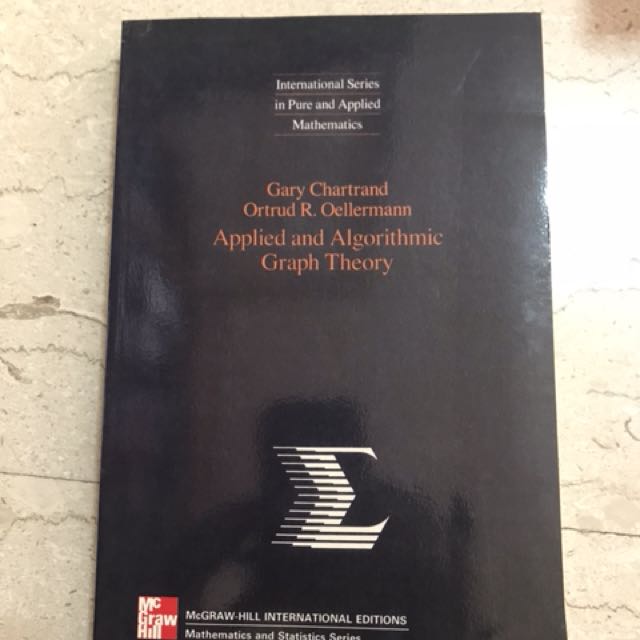 International Series
in Pure and Applied
Mathematics
Gary Chartrand
Ortrud R. Oellermann
Applied and Algorithmic
Graph Theory
Σ
Mc
Graw
Hill
McGRAW-HILL INTERNATIONAL EDITIONS
Mathematics and Statistics Series